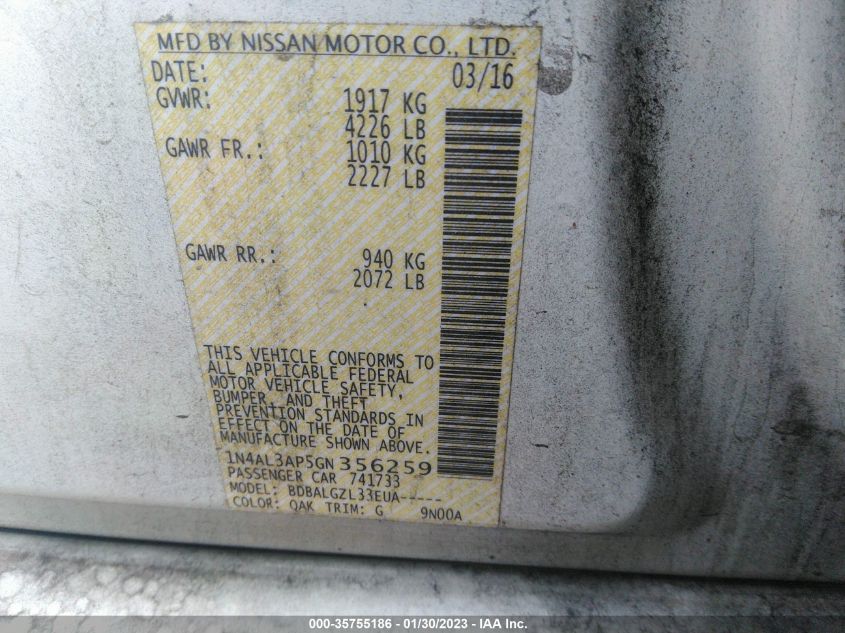 MFD BY NISSAN MOTOR CO., LTD.
DATE: 03/16
GVWR: 1917 KG
4226 LB
GAWR FR.: 1010 KG
2227 LB
GAWR RR.: 940 KG
2072 LB
THIS VEHICLE CONFORMS TO
ALL APPLICABLE FEDERAL
MOTOR VEHICLE SAFETY,
BUMPER, AND THEFT
PREVENTION STANDARDS IN
EFFECT ON THE DATE OF
MANUFACTURE SHOWN ABOVE.
1N4AL3AP5GN356259
PASSENGER CAR 741733
MODEL: BDBALGZL33EUA-----
COLOR: QAK TRIM: G 9N00A
000-35755186 - 01/30/2023 - IAA Inc.